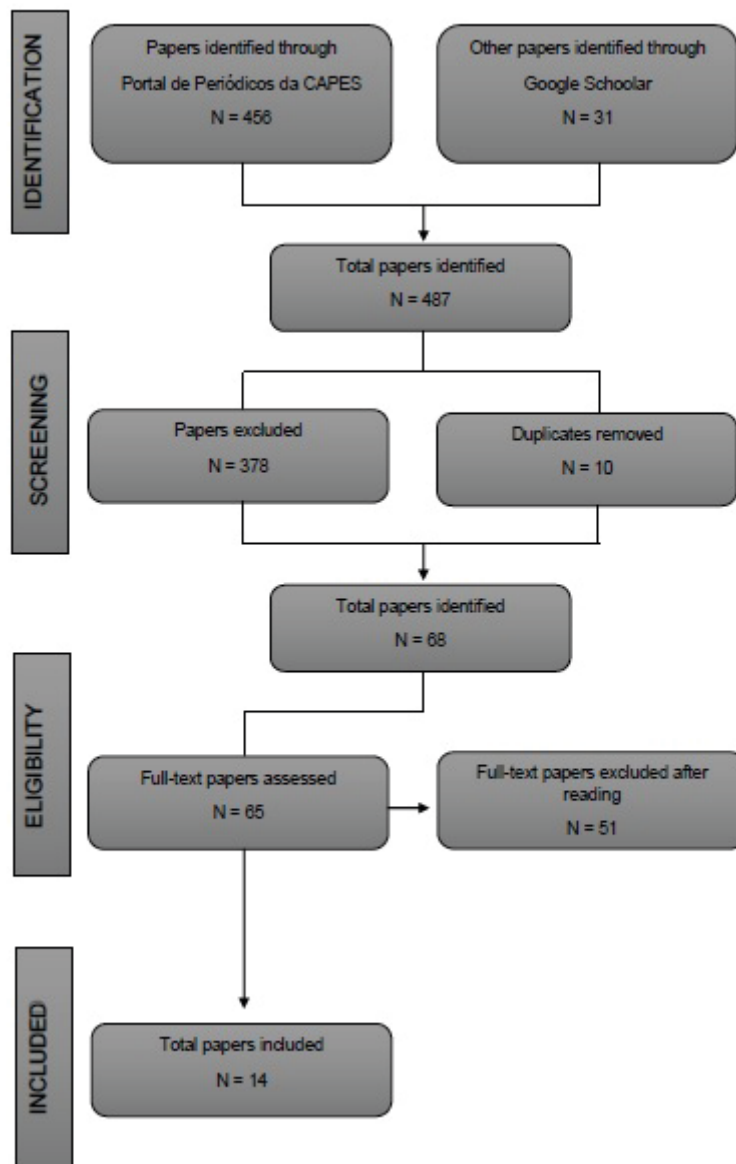 IDENTIFICATION
Papers identified through
Portal de Periódicos da CAPES
N = 456
Other papers identified through
Google Schoolar
N = 31
Total papers identified
N = 487
SCREENING
Papers excluded
N = 378
Duplicates removed
N = 10
Total papers identified
N = 68
ELIGIBILITY
Full-text papers assessed
N = 65
Full-text papers excluded after
reading
N = 51
INCLUDED
Total papers included
N = 14